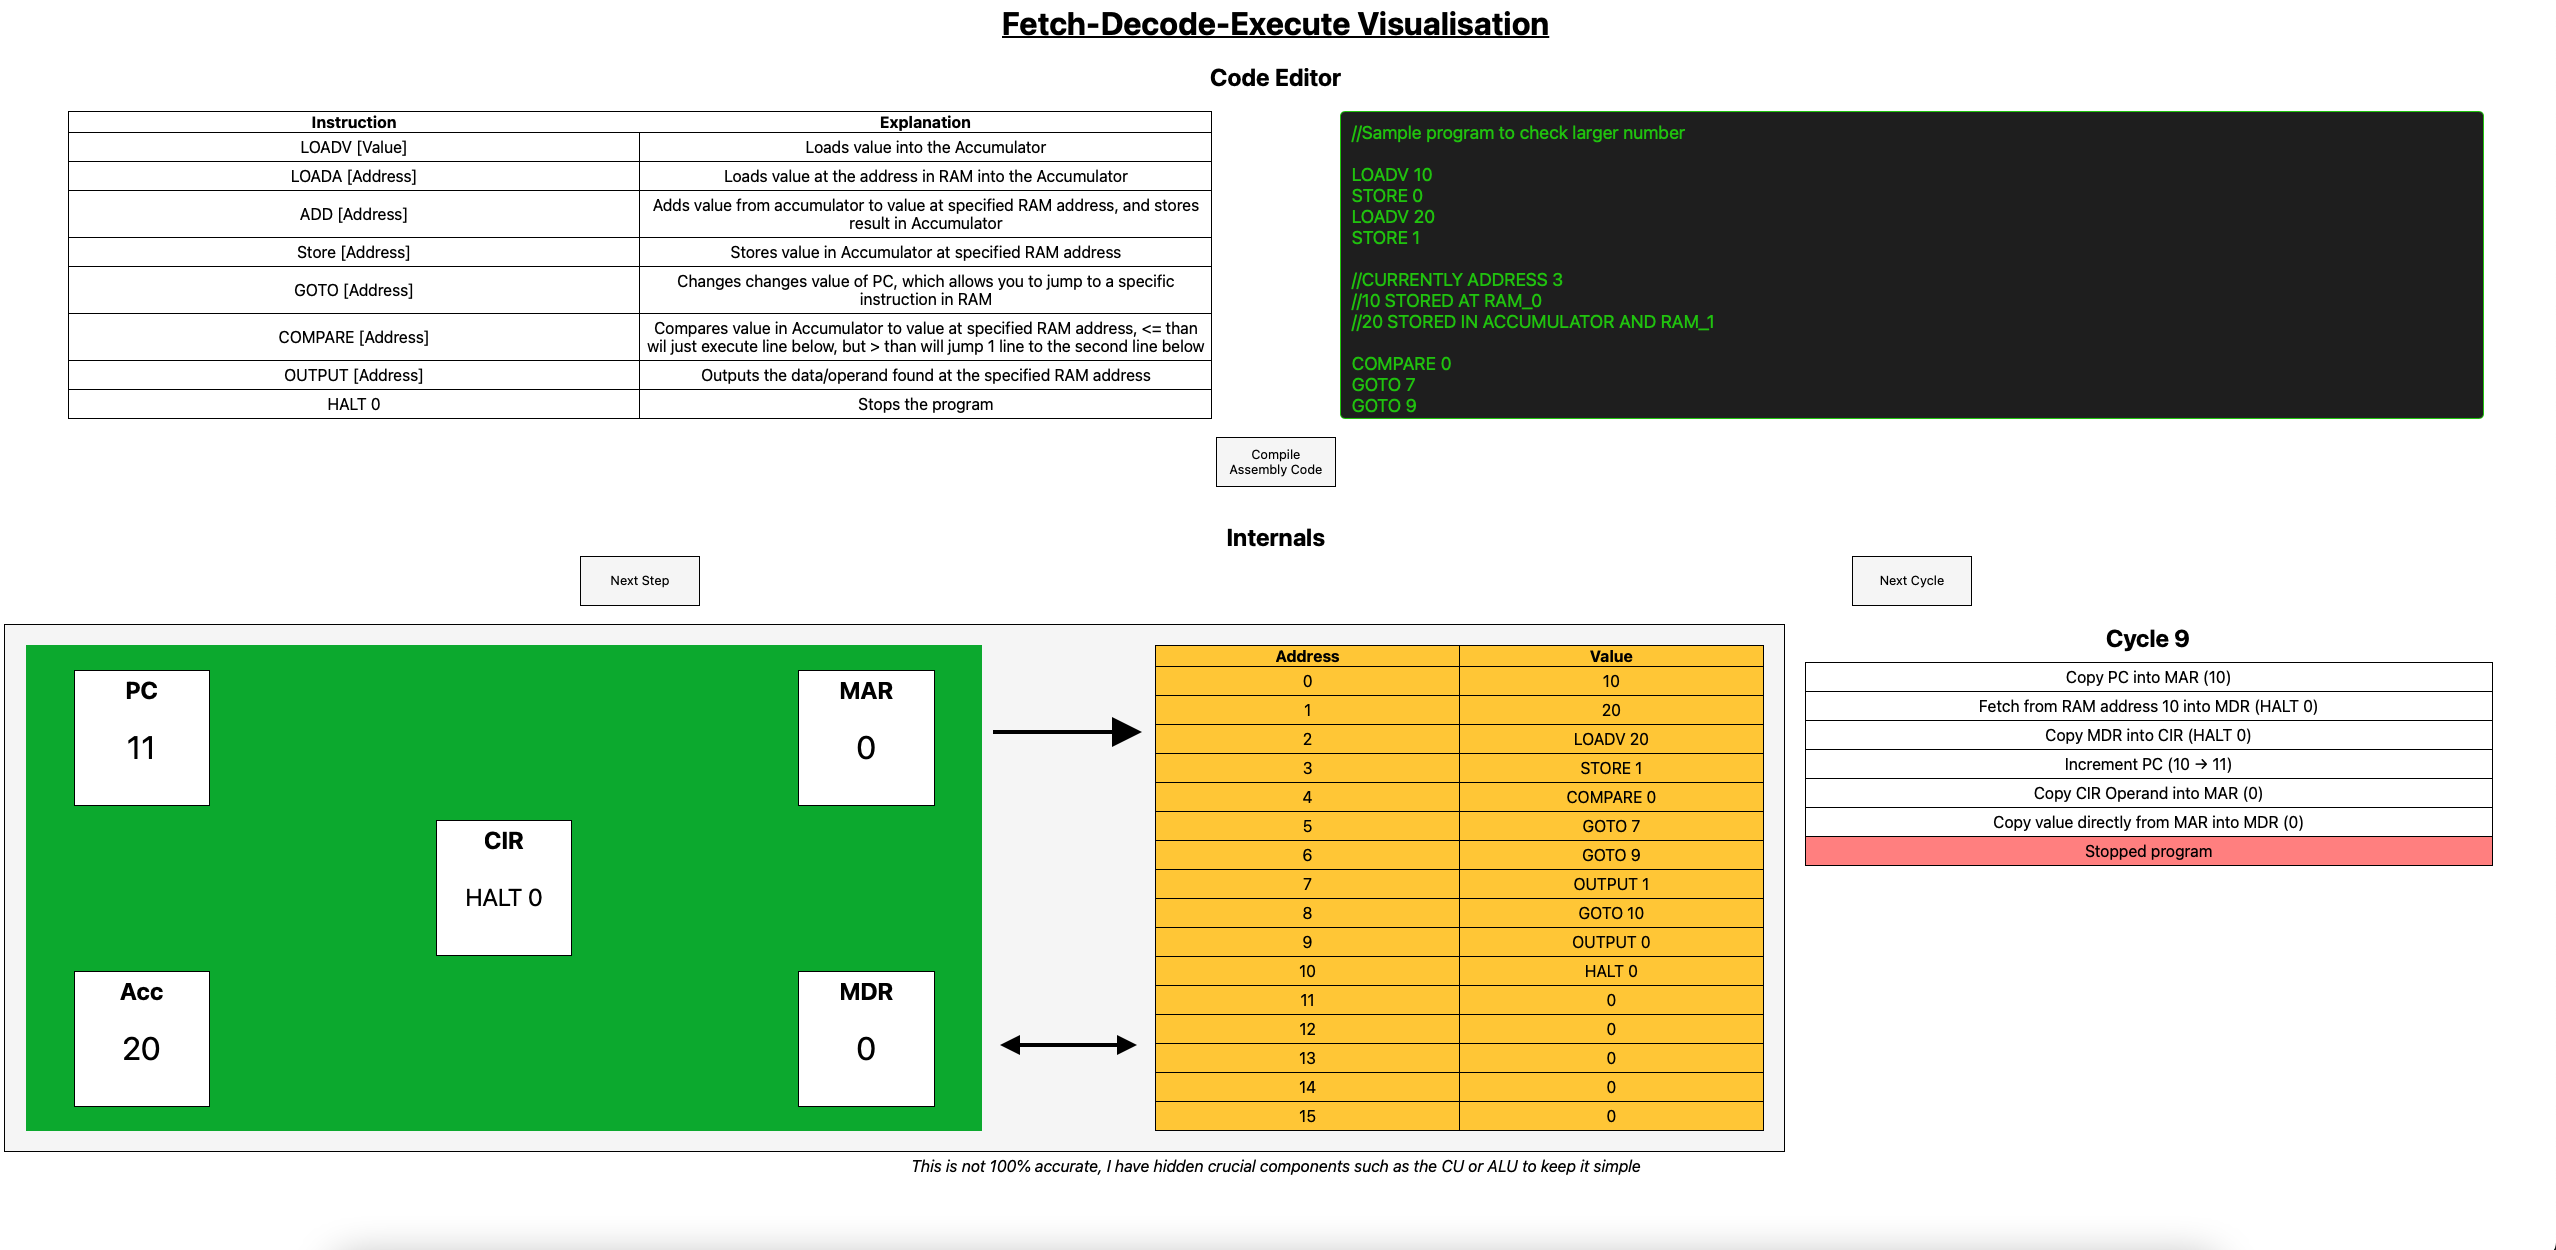 Fetch-Decode-Execute Visualisation
Code Editor
Instruction Explanation
LOADV [Value] Loads value into the Accumulator
LOADA [Address] Loads value at the address in RAM into the Accumulator
ADD [Address] Adds value from accumulator to value at specified RAM address, and stores
result in Accumulator
Store [Address] Stores value in Accumulator at specified RAM address
GOTO [Address] Changes changes value of PC, which allows you to jump to a specific
instruction in RAM
COMPARE [Address] Compares value in Accumulator to value at specified RAM address, <= than
wil just execute line below, but > than will jump 1 line to the second line below
OUTPUT [Address] Outputs the data/operand found at the specified RAM address
HALT 0 Stops the program
//Sample program to check larger number
LOADV 10
STORE 0
LOADV 20
STORE 1
//CURRENTLY ADDRESS 3
//10 STORED AT RAM_0
//20 STORED IN ACCUMULATOR AND RAM_1
COMPARE 0
GOTO 7
GOTO 9
Compile
Assembly Code
Internals
Next Step
Next Cycle
PC
11
MAR
0
CIR
HALT 0
Acc
20
MDR
0
Address Value
0 10
1 20
2 LOADV 20
3 STORE 1
4 COMPARE 0
5 GOTO 7
6 GOTO 9
7 OUTPUT 1
8 GOTO 10
9 OUTPUT 0
10 HALT 0
11 0
12 0
13 0
14 0
15 0
Cycle 9
Copy PC into MAR (10)
Fetch from RAM address 10 into MDR (HALT 0)
Copy MDR into CIR (HALT 0)
Increment PC (10 → 11)
Copy CIR Operand into MAR (0)
Copy value directly from MAR into MDR (0)
Stopped program
This is not 100% accurate, I have hidden crucial components such as the CU or ALU to keep it simple